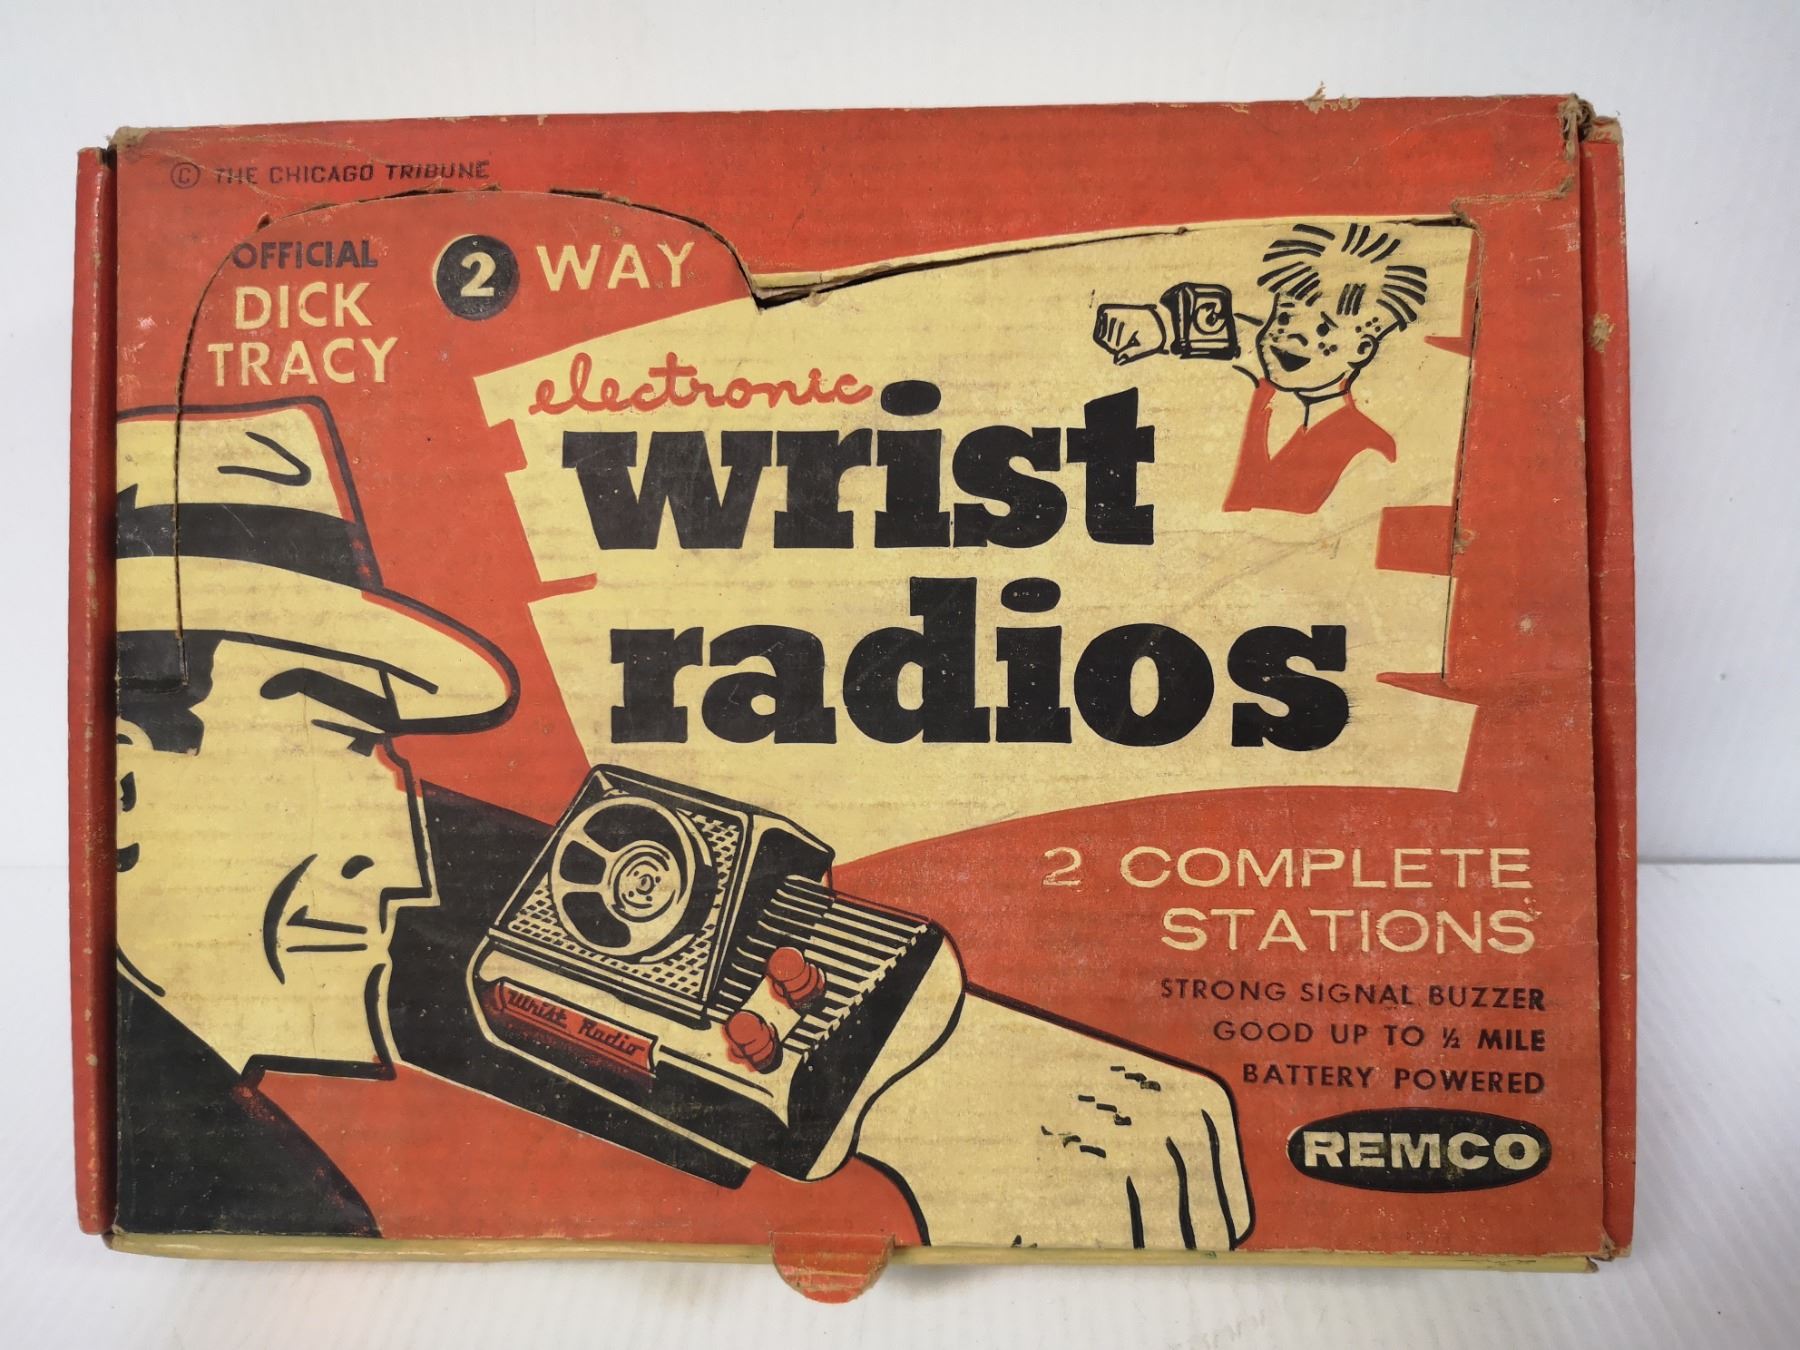 © THE CHICAGO TRIBUNE
OFFICIAL
DICK
TRACY
2 WAY
electronic
wrist
radios
Wrist Radio
2 COMPLETE
STATIONS
STRONG SIGNAL BUZZER
GOOD UP TO ½ MILE
BATTERY POWERED
REMCO